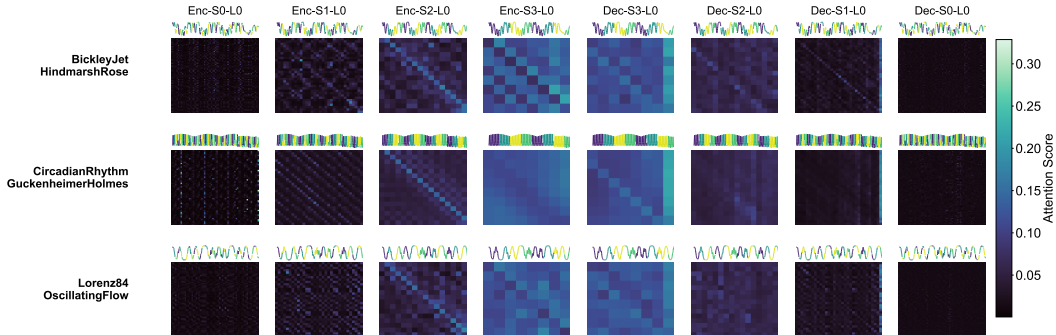 Enc-S0-L0 Enc-S1-L0 Enc-S2-L0 Enc-S3-L0 Dec-S3-L0 Dec-S2-L0 Dec-S1-L0 Dec-S0-L0
BickleyJet
HindmarshRose
CircadianRhythm
GuckenheimerHolmes
Lorenz84
OscillatingFlow
0.30
0.25
0.20
0.15
0.10
0.05
Attention Score